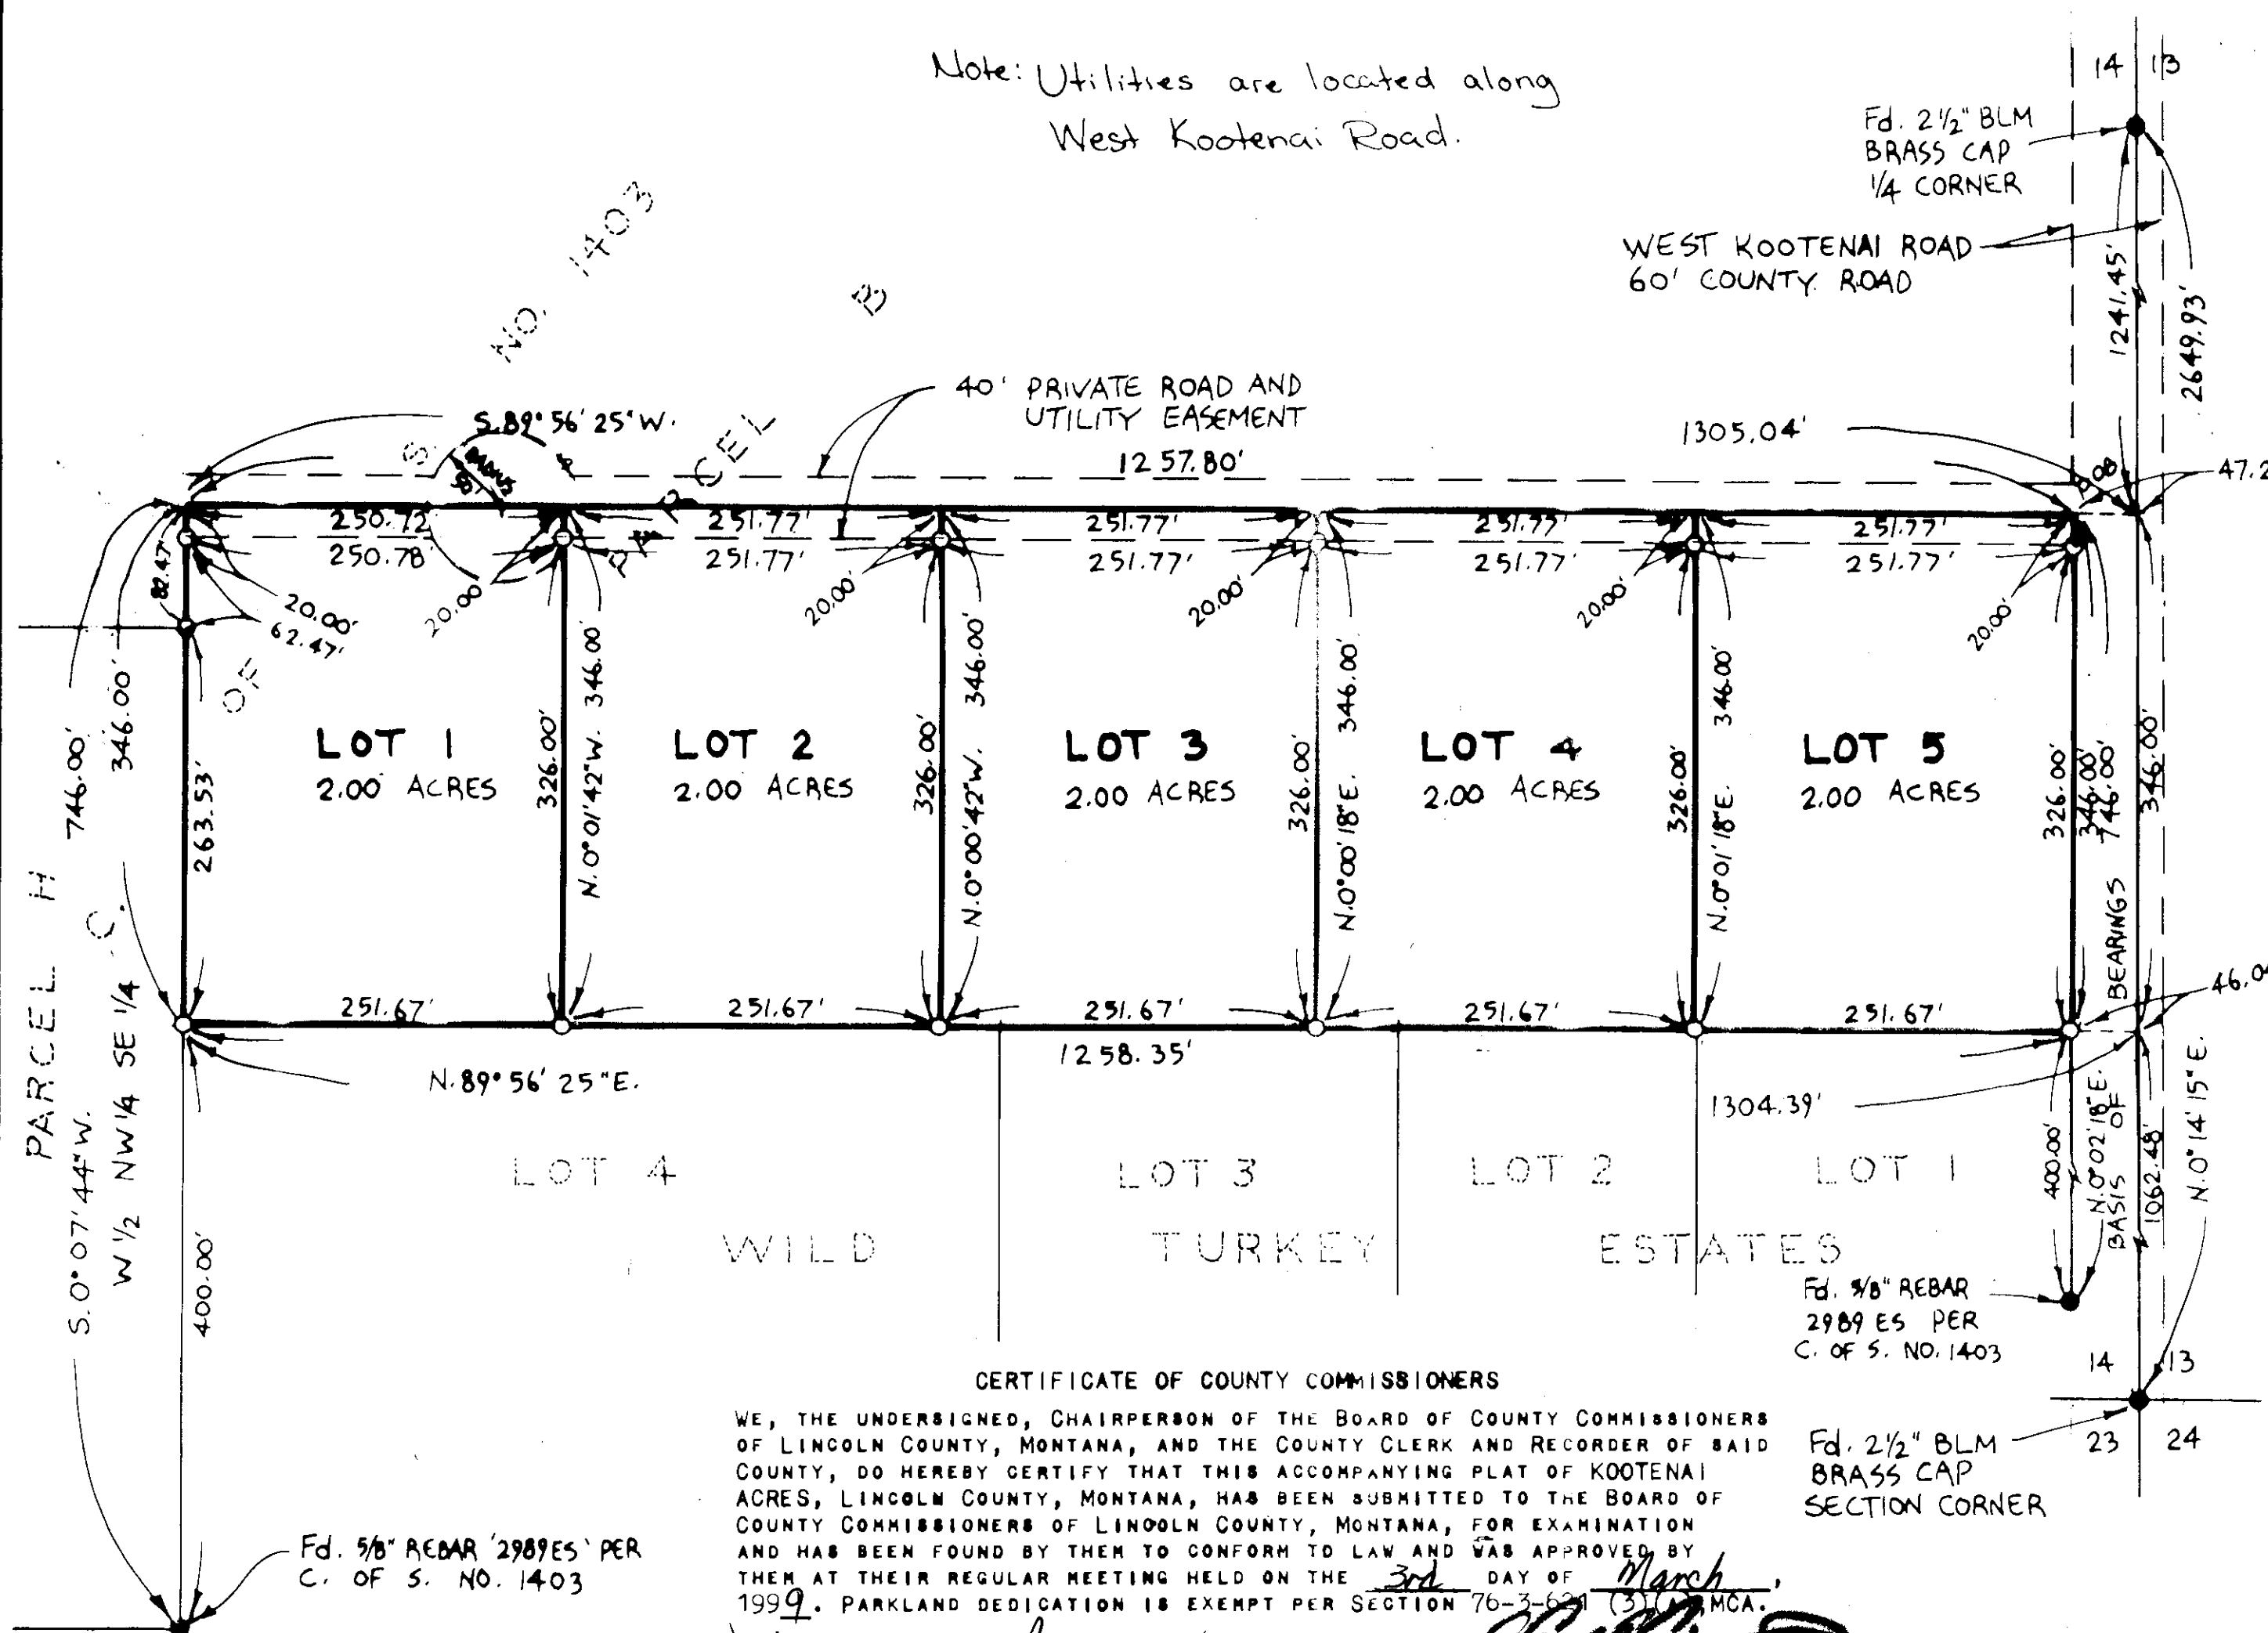 Note: Utilities are located along
West Kootenai Road.
14 13
Fd. 2 1/2" BLM
BRASS CAP
1/4 CORNER
WEST KOOTENAI ROAD
60' COUNTY ROAD
1241.45'
2649.93'
NO. 1403
B
40' PRIVATE ROAD AND
UTILITY EASEMENT
S.89°56'25"W.
1257.80'
1305.04'
RADIUS
50'
S
PARCEL
OF
C.
250.72'
251.77'
251.77'
251.77'
251.77'
250.78'
251.77'
251.77'
251.77'
251.77'
82.47'
20.00'
62.47'
20.00'
20.00'
20.00'
20.00'
20.00'
746.00'
346.00'
263.53'
LOT 1
2.00 ACRES
326.00'
N.0°01'42"W. 346.00'
LOT 2
2.00 ACRES
326.00'
N.0°00'42"W. 346.00'
LOT 3
2.00 ACRES
326.00'
N.0°00'18"E. 346.00'
LOT 4
2.00 ACRES
326.00'
N.0°01'18"E. 346.00'
LOT 5
2.00 ACRES
326.00'
346.00'
746.00'
346.00'
PARCEL H
S.0°07'44"W.
W 1/2 NW 1/4 SE 1/4
251.67'
251.67'
251.67'
251.67'
251.67'
N.89°56'25"E.
1258.35'
1304.39'
400.00'
400.00'
N.0°02'18"E.
BASIS OF BEARINGS
1062.48'
N.0°14'15"E.
LOT 4
LOT 3
LOT 2
LOT 1
WILD TURKEY ESTATES
Fd. 5/8" REBAR
2989 ES PER
C. OF S. NO. 1403
14 13
23 24
Fd. 2 1/2" BLM
BRASS CAP
SECTION CORNER
Fd. 5/8" REBAR '2989ES' PER
C. OF S. NO. 1403
CERTIFICATE OF COUNTY COMMISSIONERS
WE, THE UNDERSIGNED, CHAIRPERSON OF THE BOARD OF COUNTY COMMISSIONERS
OF LINCOLN COUNTY, MONTANA, AND THE COUNTY CLERK AND RECORDER OF SAID
COUNTY, DO HEREBY CERTIFY THAT THIS ACCOMPANYING PLAT OF KOOTENAI
ACRES, LINCOLN COUNTY, MONTANA, HAS BEEN SUBMITTED TO THE BOARD OF
COUNTY COMMISSIONERS OF LINCOLN COUNTY, MONTANA, FOR EXAMINATION
AND HAS BEEN FOUND BY THEM TO CONFORM TO LAW AND WAS APPROVED BY
THEM AT THEIR REGULAR MEETING HELD ON THE 3rd DAY OF March,
1999. PARKLAND DEDICATION IS EXEMPT PER SECTION MCA.